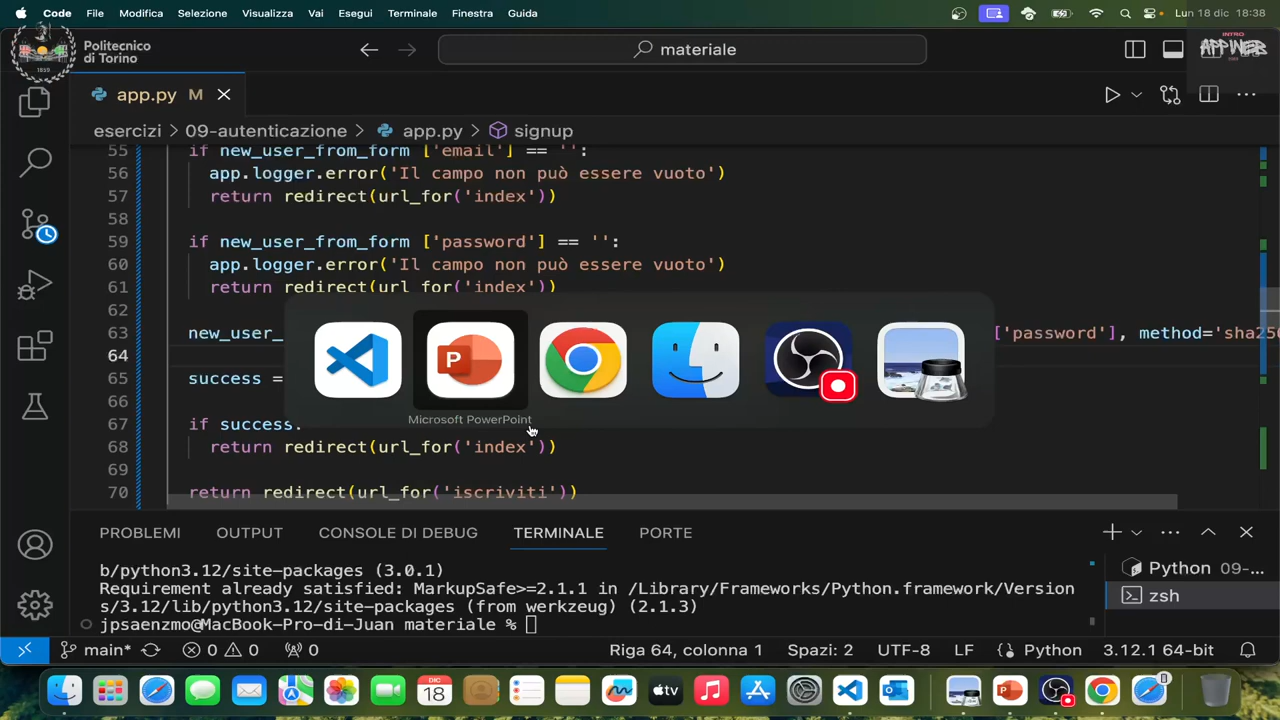 Code File Modifica Selezione Visualizza Vai Esegui Terminale Finestra Guida Lun 18 dic 18:38
Politecnico
di Torino
1859
materiale
INTRO
APPWEB
app.py M
esercizi > 09-autenticazione > app.py > signup
55 if new_user_from_form ['email'] == '':
56 app.logger.error('Il campo non può essere vuoto')
57 return redirect(url_for('index'))
58
59 if new_user_from_form ['password'] == '':
60 app.logger.error('Il campo non può essere vuoto')
61 return redirect(url_for('index'))
62
63 new_user_ ['password'], method='sha25
64
65 success =
66
67 if success:
68 return redirect(url_for('index'))
69
70 return redirect(url_for('iscriviti'))
Microsoft PowerPoint
PROBLEMI OUTPUT CONSOLE DI DEBUG TERMINALE PORTE
b/python3.12/site-packages (3.0.1)
Requirement already satisfied: MarkupSafe>=2.1.1 in /Library/Frameworks/Python.framework/Version
s/3.12/lib/python3.12/site-packages (from werkzeug) (2.1.3)
jpsaenzmo@MacBook-Pro-di-Juan materiale %
Python 09-...
zsh
main* 0 0 0 Riga 64, colonna 1 Spazi: 2 UTF-8 LF Python 3.12.1 64-bit
DIC
18
tv